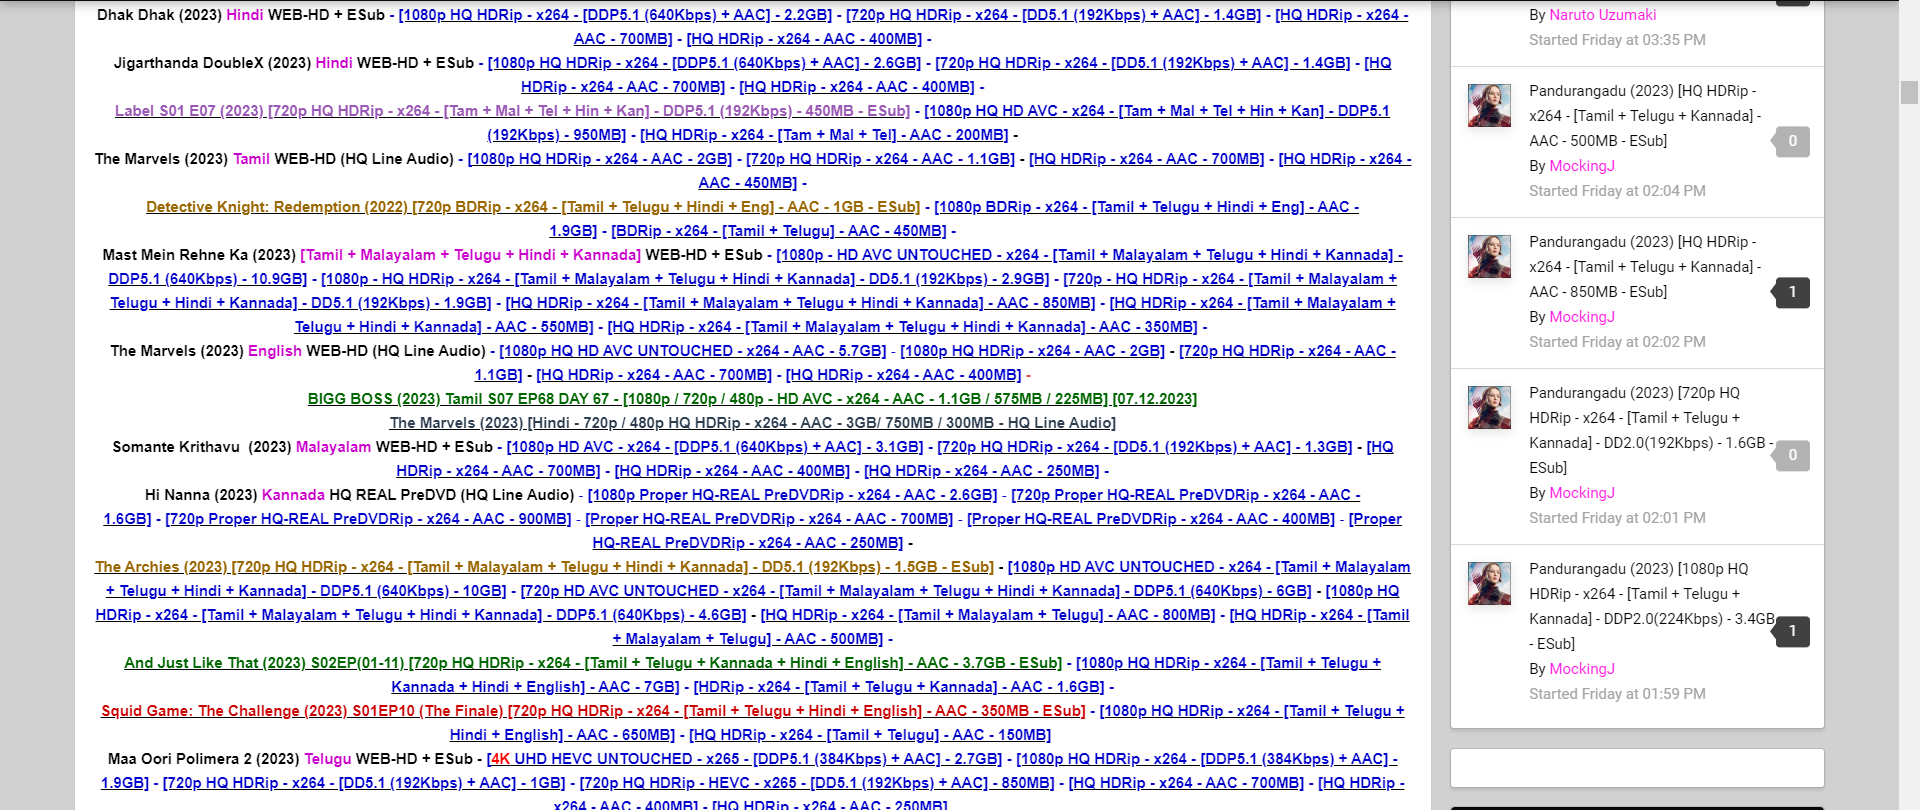 Dhak Dhak (2023) Hindi WEB-HD + ESub - [1080p HQ HDRip - x264 - [DDP5.1 (640Kbps) + AAC] - 2.2GB] - [720p HQ HDRip - x264 - [DD5.1 (192Kbps) + AAC] - 1.4GB] - [HQ HDRip - x264 -
AAC - 700MB] - [HQ HDRip - x264 - AAC - 400MB] -
Jigarthanda DoubleX (2023) Hindi WEB-HD + ESub - [1080p HQ HDRip - x264 - [DDP5.1 (640Kbps) + AAC] - 2.6GB] - [720p HQ HDRip - x264 - [DD5.1 (192Kbps) + AAC] - 1.4GB] - [HQ
HDRip - x264 - AAC - 700MB] - [HQ HDRip - x264 - AAC - 400MB] -
Label S01 E07 (2023) [720p HQ HDRip - x264 - [Tam + Mal + Tel + Hin + Kan] - DDP5.1 (192Kbps) - 450MB - ESub] - [1080p HQ HD AVC - x264 - [Tam + Mal + Tel + Hin + Kan] - DDP5.1
(192Kbps) - 950MB] - [HQ HDRip - x264 - [Tam + Mal + Tel] - AAC - 200MB] -
The Marvels (2023) Tamil WEB-HD (HQ Line Audio) - [1080p HQ HDRip - x264 - AAC - 2GB] - [720p HQ HDRip - x264 - AAC - 1.1GB] - [HQ HDRip - x264 - AAC - 700MB] - [HQ HDRip - x264 -
AAC - 450MB] -
Detective Knight: Redemption (2022) [720p BDRip - x264 - [Tamil + Telugu + Hindi + Eng] - AAC - 1GB - ESub] - [1080p BDRip - x264 - [Tamil + Telugu + Hindi + Eng] - AAC -
1.9GB] - [BDRip - x264 - [Tamil + Telugu] - AAC - 450MB] -
Mast Mein Rehne Ka (2023) [Tamil + Malayalam + Telugu + Hindi + Kannada] WEB-HD + ESub - [1080p - HD AVC UNTOUCHED - x264 - [Tamil + Malayalam + Telugu + Hindi + Kannada] -
DDP5.1 (640Kbps) - 10.9GB] - [1080p - HQ HDRip - x264 - [Tamil + Malayalam + Telugu + Hindi + Kannada] - DD5.1 (192Kbps) - 2.9GB] - [720p - HQ HDRip - x264 - [Tamil + Malayalam +
Telugu + Hindi + Kannada] - DD5.1 (192Kbps) - 1.9GB] - [HQ HDRip - x264 - [Tamil + Malayalam + Telugu + Hindi + Kannada] - AAC - 850MB] - [HQ HDRip - x264 - [Tamil + Malayalam +
Telugu + Hindi + Kannada] - AAC - 550MB] - [HQ HDRip - x264 - [Tamil + Malayalam + Telugu + Hindi + Kannada] - AAC - 350MB] -
The Marvels (2023) English WEB-HD (HQ Line Audio) - [1080p HQ HD AVC UNTOUCHED - x264 - AAC - 5.7GB] - [1080p HQ HDRip - x264 - AAC - 2GB] - [720p HQ HDRip - x264 - AAC -
1.1GB] - [HQ HDRip - x264 - AAC - 700MB] - [HQ HDRip - x264 - AAC - 400MB] -
BIGG BOSS (2023) Tamil S07 EP68 DAY 67 - [1080p / 720p / 480p - HD AVC - x264 - AAC - 1.1GB / 575MB / 225MB] [07.12.2023]
The Marvels (2023) [Hindi - 720p / 480p HQ HDRip - x264 - AAC - 3GB/ 750MB / 300MB - HQ Line Audio]
Somante Krithavu (2023) Malayalam WEB-HD + ESub - [1080p HD AVC - x264 - [DDP5.1 (640Kbps) + AAC] - 3.1GB] - [720p HQ HDRip - x264 - [DD5.1 (192Kbps) + AAC] - 1.3GB] - [HQ
HDRip - x264 - AAC - 700MB] - [HQ HDRip - x264 - AAC - 400MB] - [HQ HDRip - x264 - AAC - 250MB] -
Hi Nanna (2023) Kannada HQ REAL PreDVD (HQ Line Audio) - [1080p Proper HQ-REAL PreDVDRip - x264 - AAC - 2.6GB] - [720p Proper HQ-REAL PreDVDRip - x264 - AAC -
1.6GB] - [720p Proper HQ-REAL PreDVDRip - x264 - AAC - 900MB] - [Proper HQ-REAL PreDVDRip - x264 - AAC - 700MB] - [Proper HQ-REAL PreDVDRip - x264 - AAC - 400MB] - [Proper
HQ-REAL PreDVDRip - x264 - AAC - 250MB] -
The Archies (2023) [720p HQ HDRip - x264 - [Tamil + Malayalam + Telugu + Hindi + Kannada] - DD5.1 (192Kbps) - 1.5GB - ESub] - [1080p HD AVC UNTOUCHED - x264 - [Tamil + Malayalam
+ Telugu + Hindi + Kannada] - DDP5.1 (640Kbps) - 10GB] - [720p HD AVC UNTOUCHED - x264 - [Tamil + Malayalam + Telugu + Hindi + Kannada] - DDP5.1 (640Kbps) - 6GB] - [1080p HQ
HDRip - x264 - [Tamil + Malayalam + Telugu + Hindi + Kannada] - DDP5.1 (640Kbps) - 4.6GB] - [HQ HDRip - x264 - [Tamil + Malayalam + Telugu] - AAC - 800MB] - [HQ HDRip - x264 - [Tamil
+ Malayalam + Telugu] - AAC - 500MB] -
And Just Like That (2023) S02EP(01-11) [720p HQ HDRip - x264 - [Tamil + Telugu + Kannada + Hindi + English] - AAC - 3.7GB - ESub] - [1080p HQ HDRip - x264 - [Tamil + Telugu +
Kannada + Hindi + English] - AAC - 7GB] - [HDRip - x264 - [Tamil + Telugu + Kannada] - AAC - 1.6GB] -
Squid Game: The Challenge (2023) S01EP10 (The Finale) [720p HQ HDRip - x264 - [Tamil + Telugu + Hindi + English] - AAC - 350MB - ESub] - [1080p HQ HDRip - x264 - [Tamil + Telugu +
Hindi + English] - AAC - 650MB] - [HQ HDRip - x264 - [Tamil + Telugu] - AAC - 150MB]
Maa Oori Polimera 2 (2023) Telugu WEB-HD + ESub - [4K UHD HEVC UNTOUCHED - x265 - [DDP5.1 (384Kbps) + AAC] - 2.7GB] - [1080p HQ HDRip - x264 - [DDP5.1 (384Kbps) + AAC] -
1.9GB] - [720p HQ HDRip - x264 - [DD5.1 (192Kbps) + AAC] - 1GB] - [720p HQ HDRip - HEVC - x265 - [DD5.1 (192Kbps) + AAC] - 850MB] - [HQ HDRip - x264 - AAC - 700MB] - [HQ HDRip -
x264 - AAC - 400MB] - [HQ HDRip - x264 - AAC - 250MB]
By Naruto Uzumaki
Started Friday at 03:35 PM
Pandurangadu (2023) [HQ HDRip -
x264 - [Tamil + Telugu + Kannada] -
AAC - 500MB - ESub]
0
By MockingJ
Started Friday at 02:04 PM
Pandurangadu (2023) [HQ HDRip -
x264 - [Tamil + Telugu + Kannada] -
AAC - 850MB - ESub]
1
By MockingJ
Started Friday at 02:02 PM
Pandurangadu (2023) [720p HQ
HDRip - x264 - [Tamil + Telugu +
Kannada] - DD2.0(192Kbps) - 1.6GB -
0
ESub]
By MockingJ
Started Friday at 02:01 PM
Pandurangadu (2023) [1080p HQ
HDRip - x264 - [Tamil + Telugu +
Kannada] - DDP2.0(224Kbps) - 3.4GB
1
- ESub]
By MockingJ
Started Friday at 01:59 PM